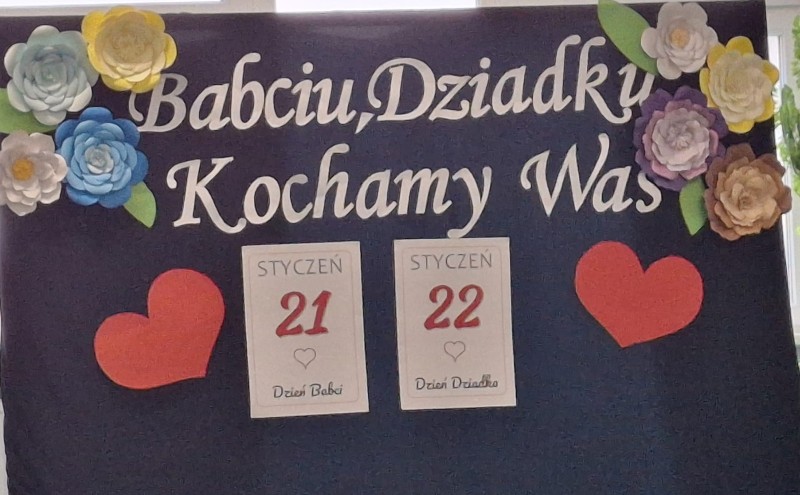 Babciu, Dziadku
Kochamy Was
STYCZEŃ
21
Dzień Babci
STYCZEŃ
22
Dzień Dziadka